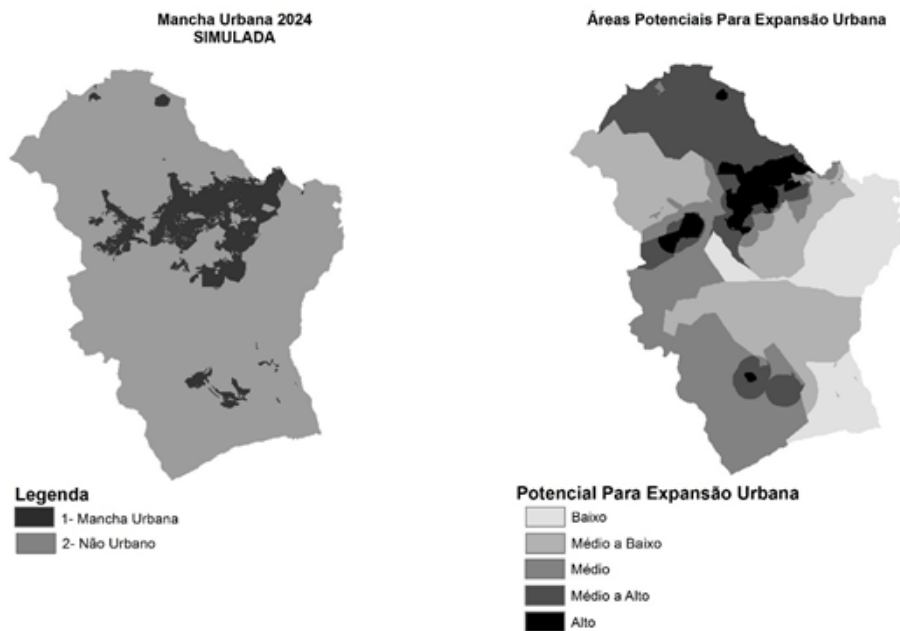 Mancha Urbana 2024
SIMULADA
Áreas Potenciais Para Expansão Urbana
Legenda
1- Mancha Urbana
2- Não Urbano
Potencial Para Expansão Urbana
Baixo
Médio a Baixo
Médio
Médio a Alto
Alto